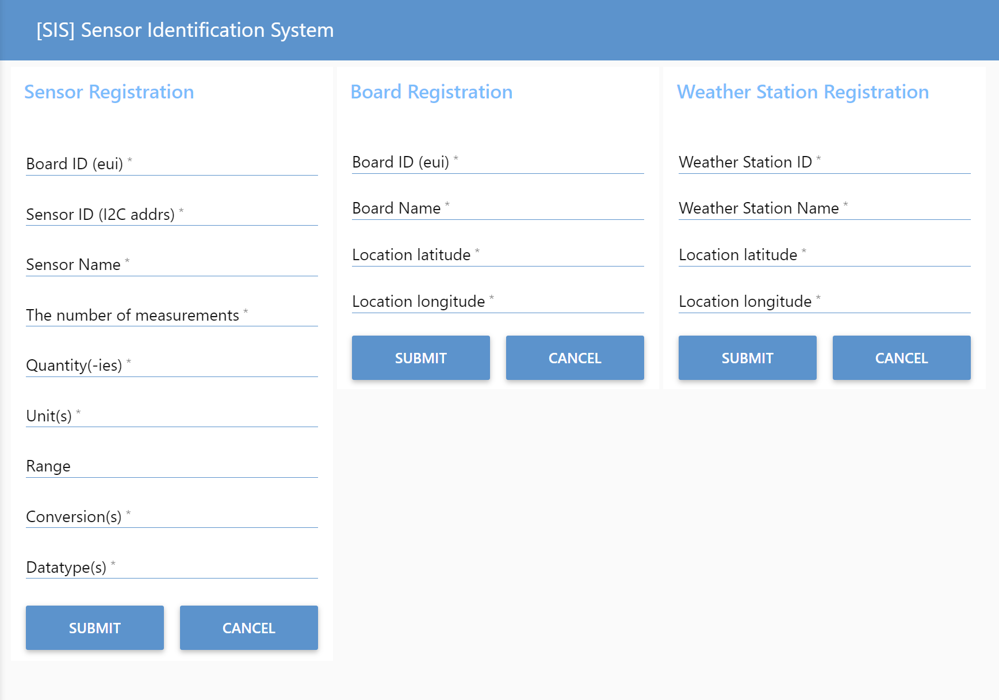 [SIS] Sensor Identification System
Sensor Registration
Board ID (eui) *
Sensor ID (I2C addrs) *
Sensor Name *
The number of measurements *
Quantity(-ies) *
Unit(s) *
Range
Conversion(s) *
Datatype(s) *
SUBMIT CANCEL
Board Registration
Board ID (eui) *
Board Name *
Location latitude *
Location longitude *
SUBMIT CANCEL
Weather Station Registration
Weather Station ID *
Weather Station Name *
Location latitude *
Location longitude *
SUBMIT CANCEL